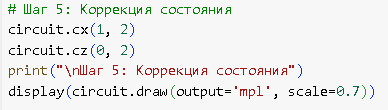 # Шаг 5: Коррекция состояния
circuit.cx(1, 2)
circuit.cz(0, 2)
print("\nШаг 5: Коррекция состояния")
display(circuit.draw(output='mpl', scale=0.7))